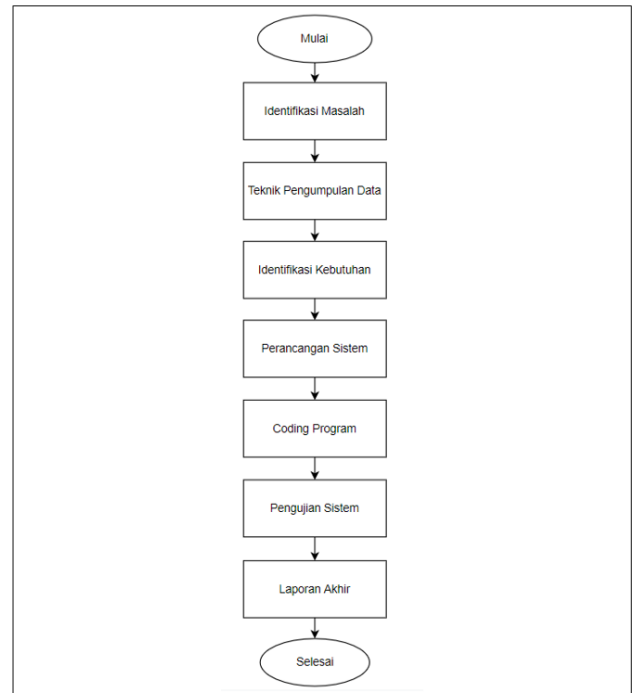 Mulai
Identifikasi Masalah
Teknik Pengumpulan Data
Identifikasi Kebutuhan
Perancangan Sistem
Coding Program
Pengujian Sistem
Laporan Akhir
Selesai